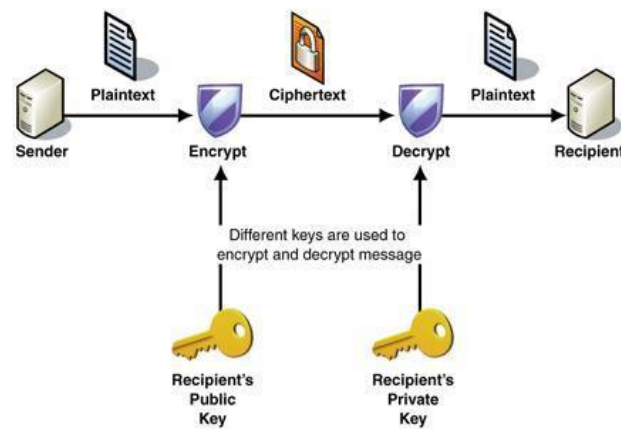 Plaintext
Ciphertext
Plaintext
Sender
Encrypt
Decrypt
Recipient
Different keys are used to
encrypt and decrypt message
Recipient's
Public
Key
Recipient's
Private
Key